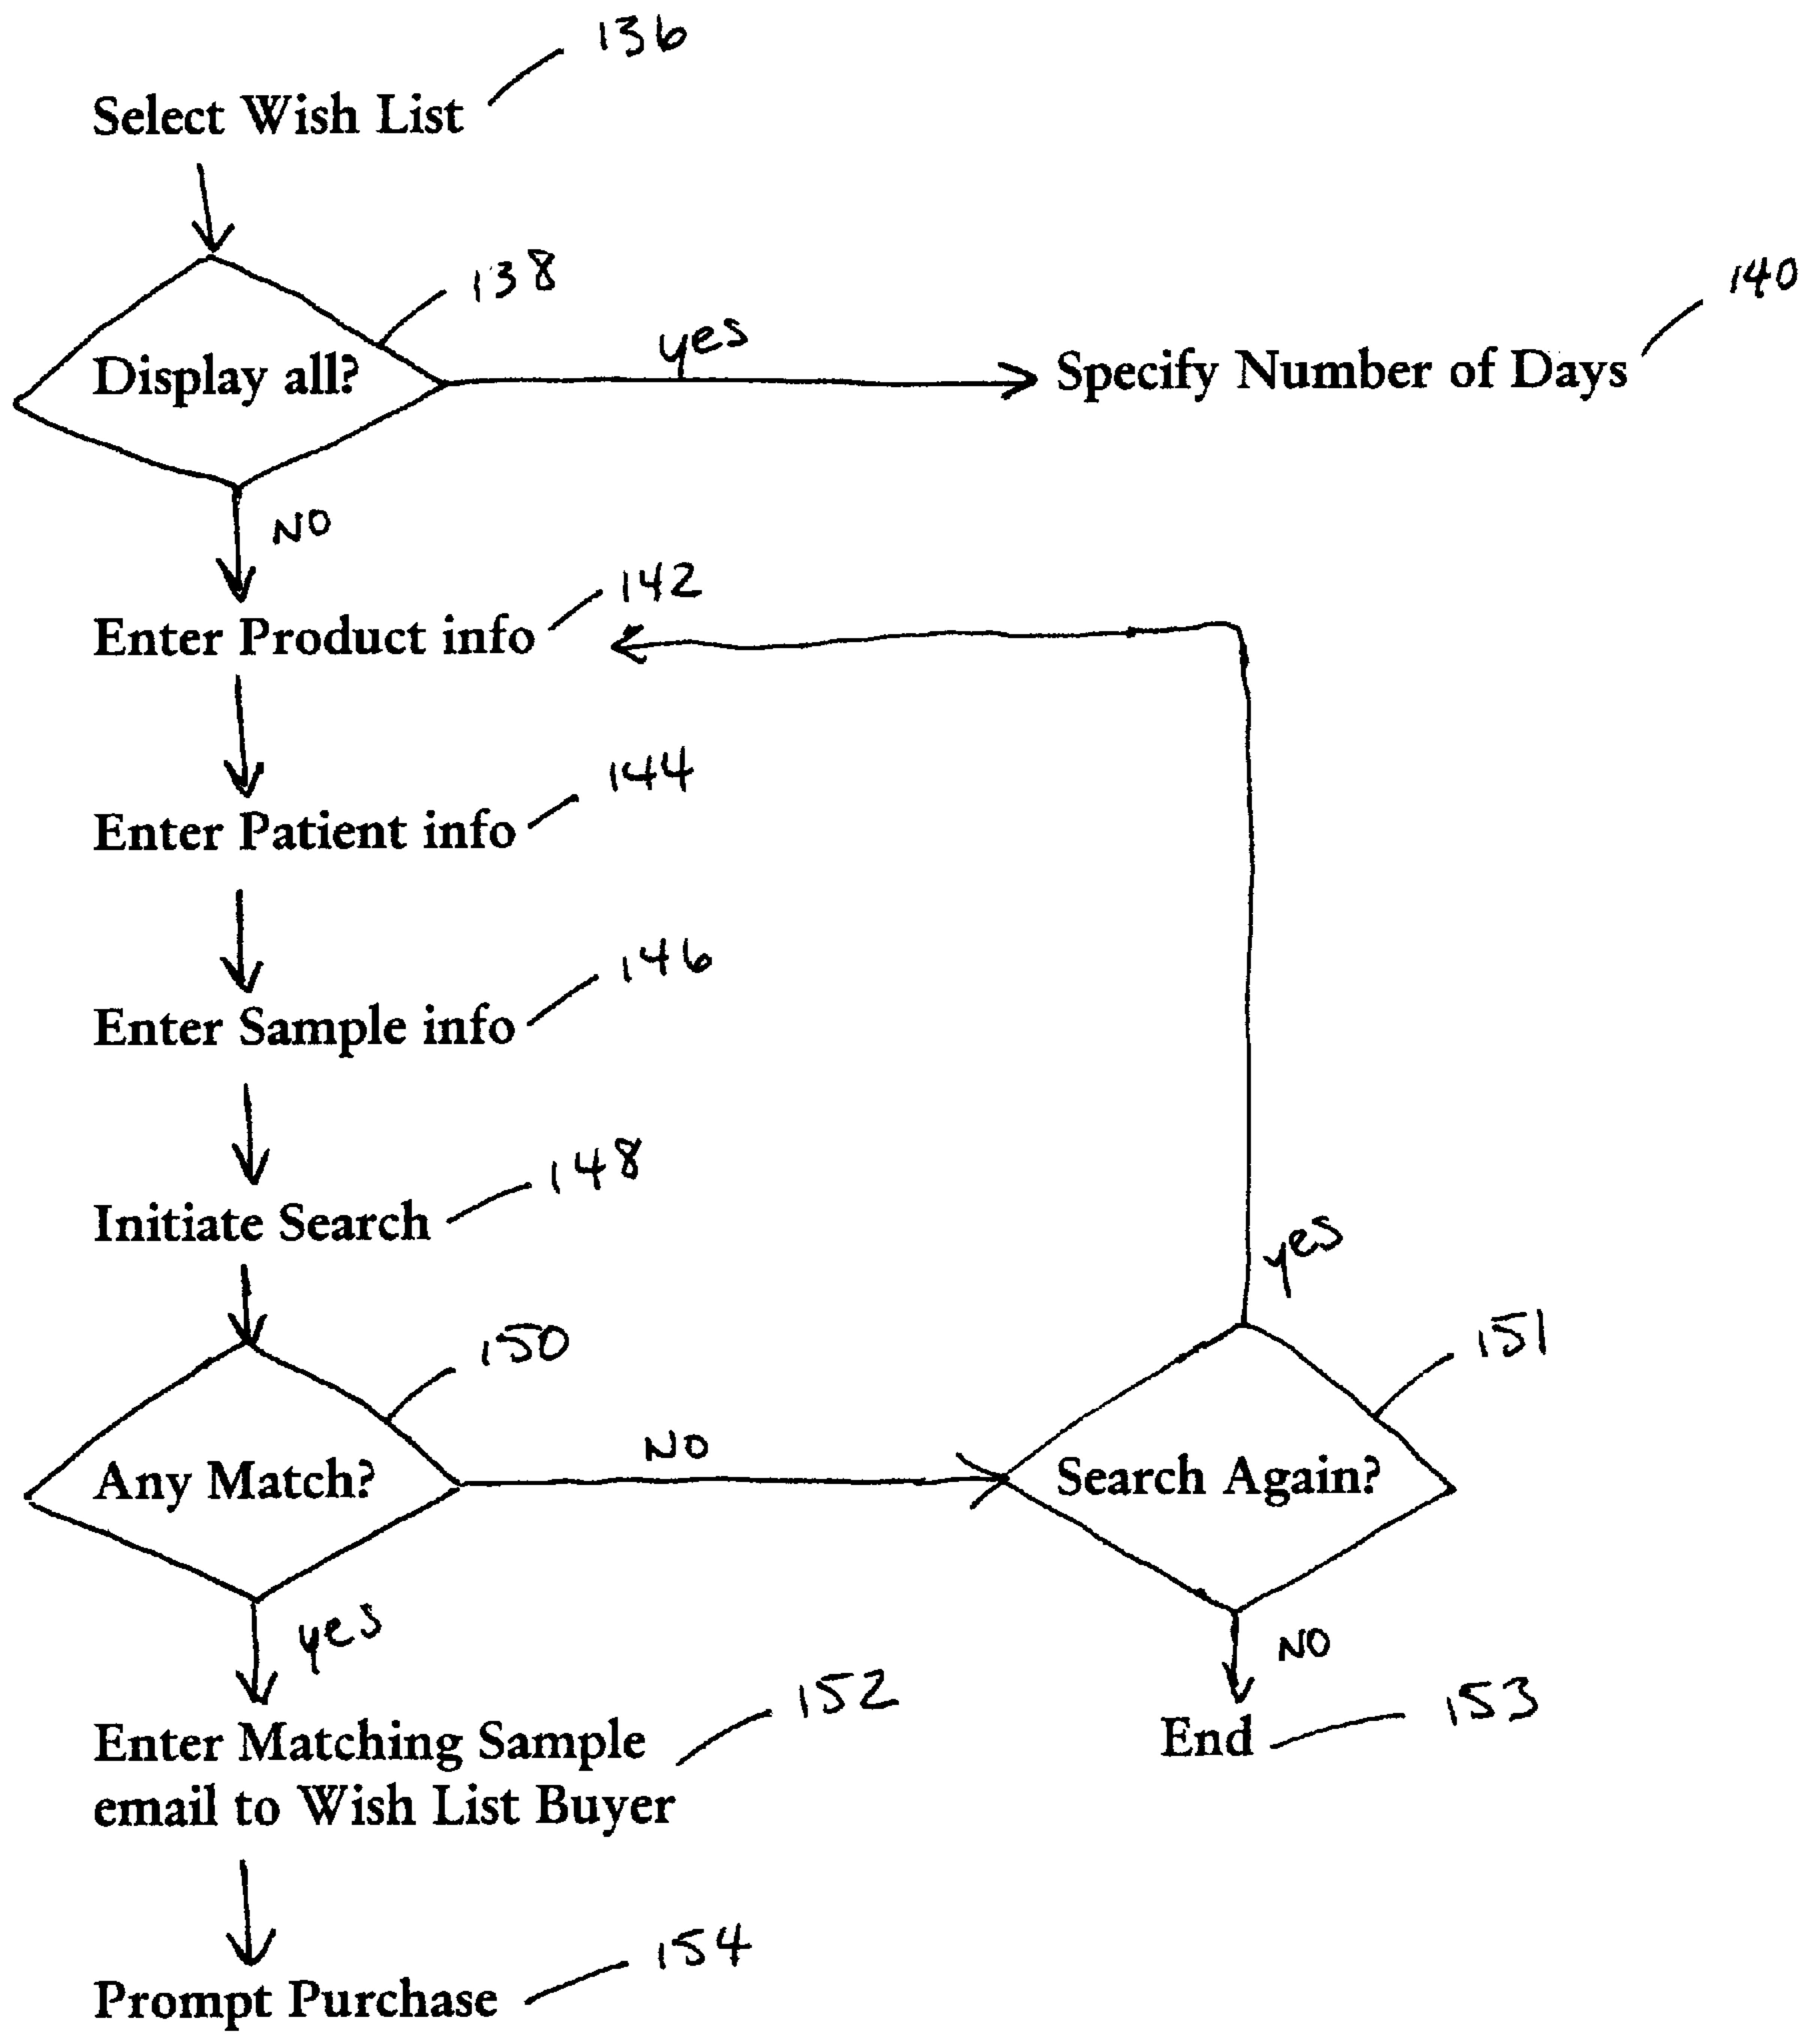 136
Select Wish List
138
140
Display all?
yes
Specify Number of Days
NO
142
Enter Product info
144
Enter Patient info
146
Enter Sample info
148
Initiate Search
yes
150
151
Any Match?
NO
Search Again?
yes
NO
152
153
Enter Matching Sample
email to Wish List Buyer
End
154
Prompt Purchase